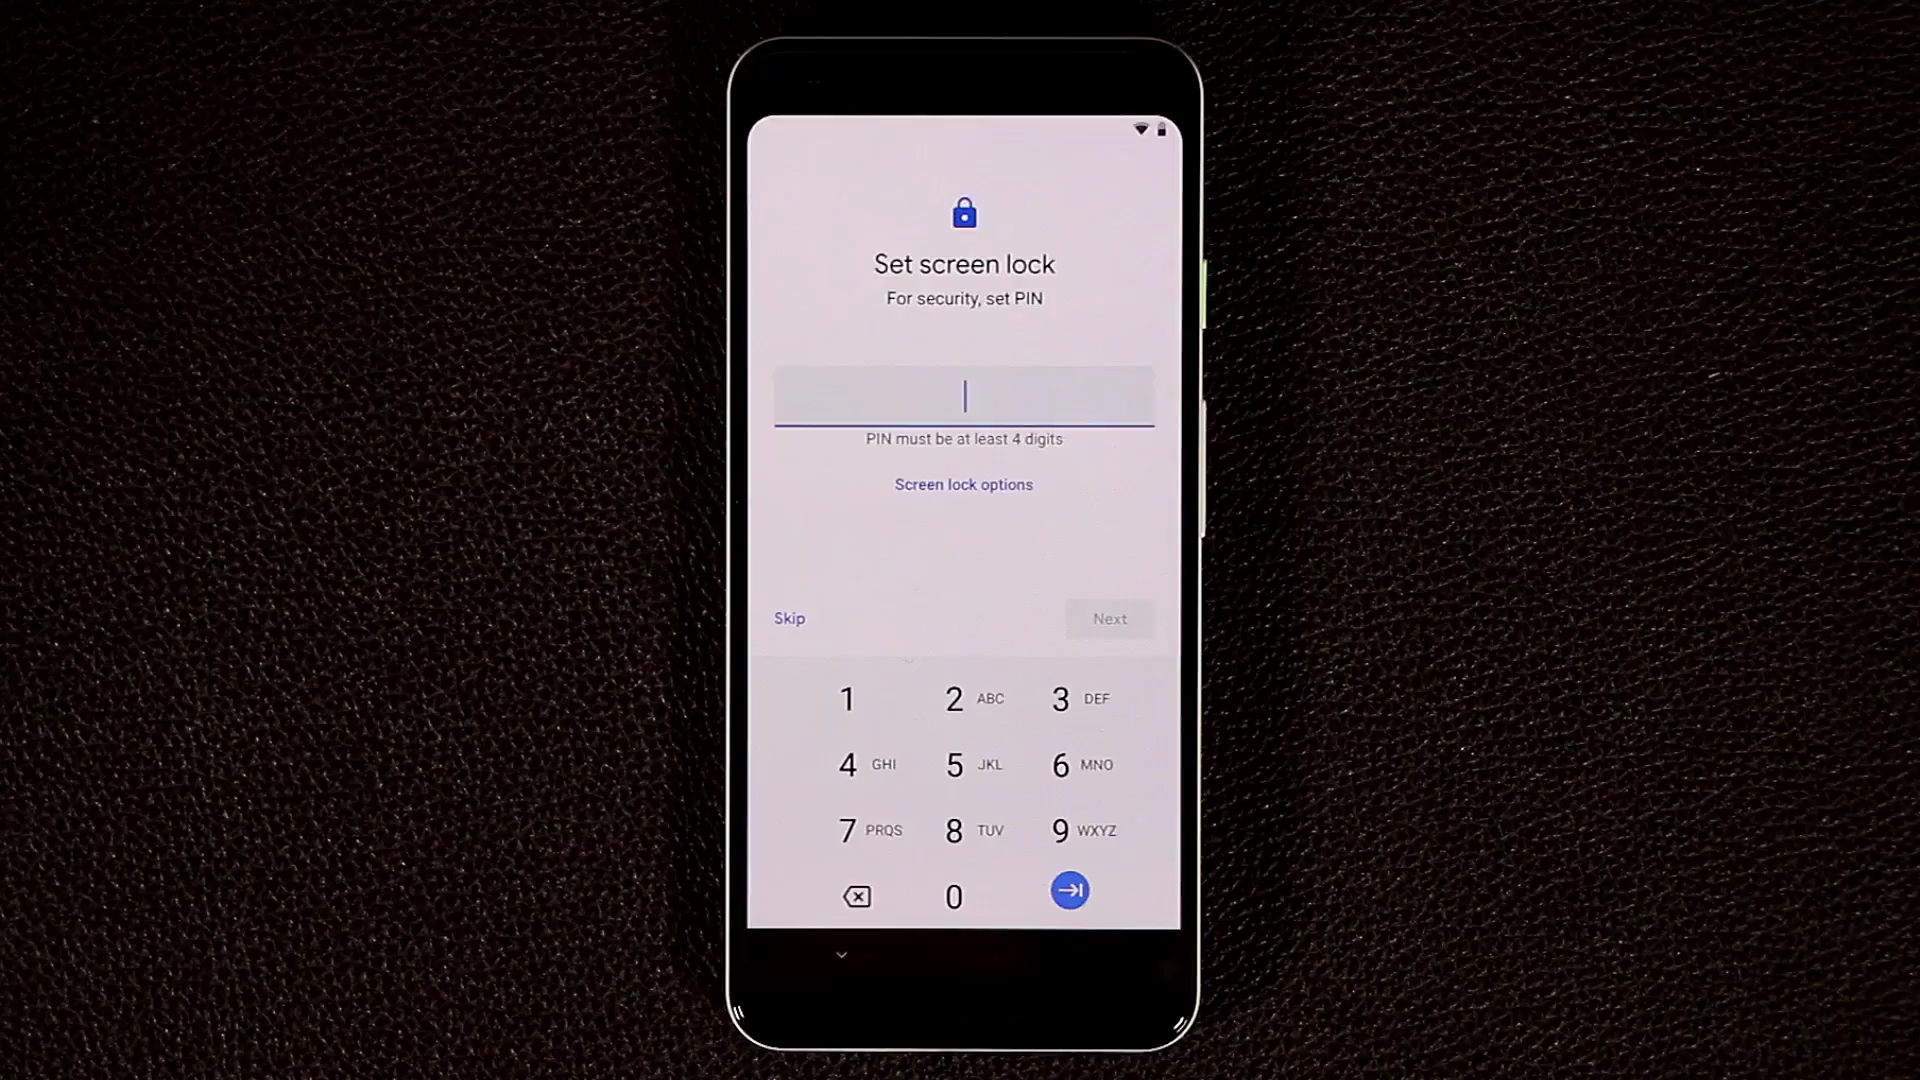 Set screen lock
For security, set PIN
PIN must be at least 4 digits
Screen lock options
Skip
Next
1
2 ABC
3 DEF
4 GHI
5 JKL
6 MNO
7 PRQS
8 TUV
9 WXYZ
0